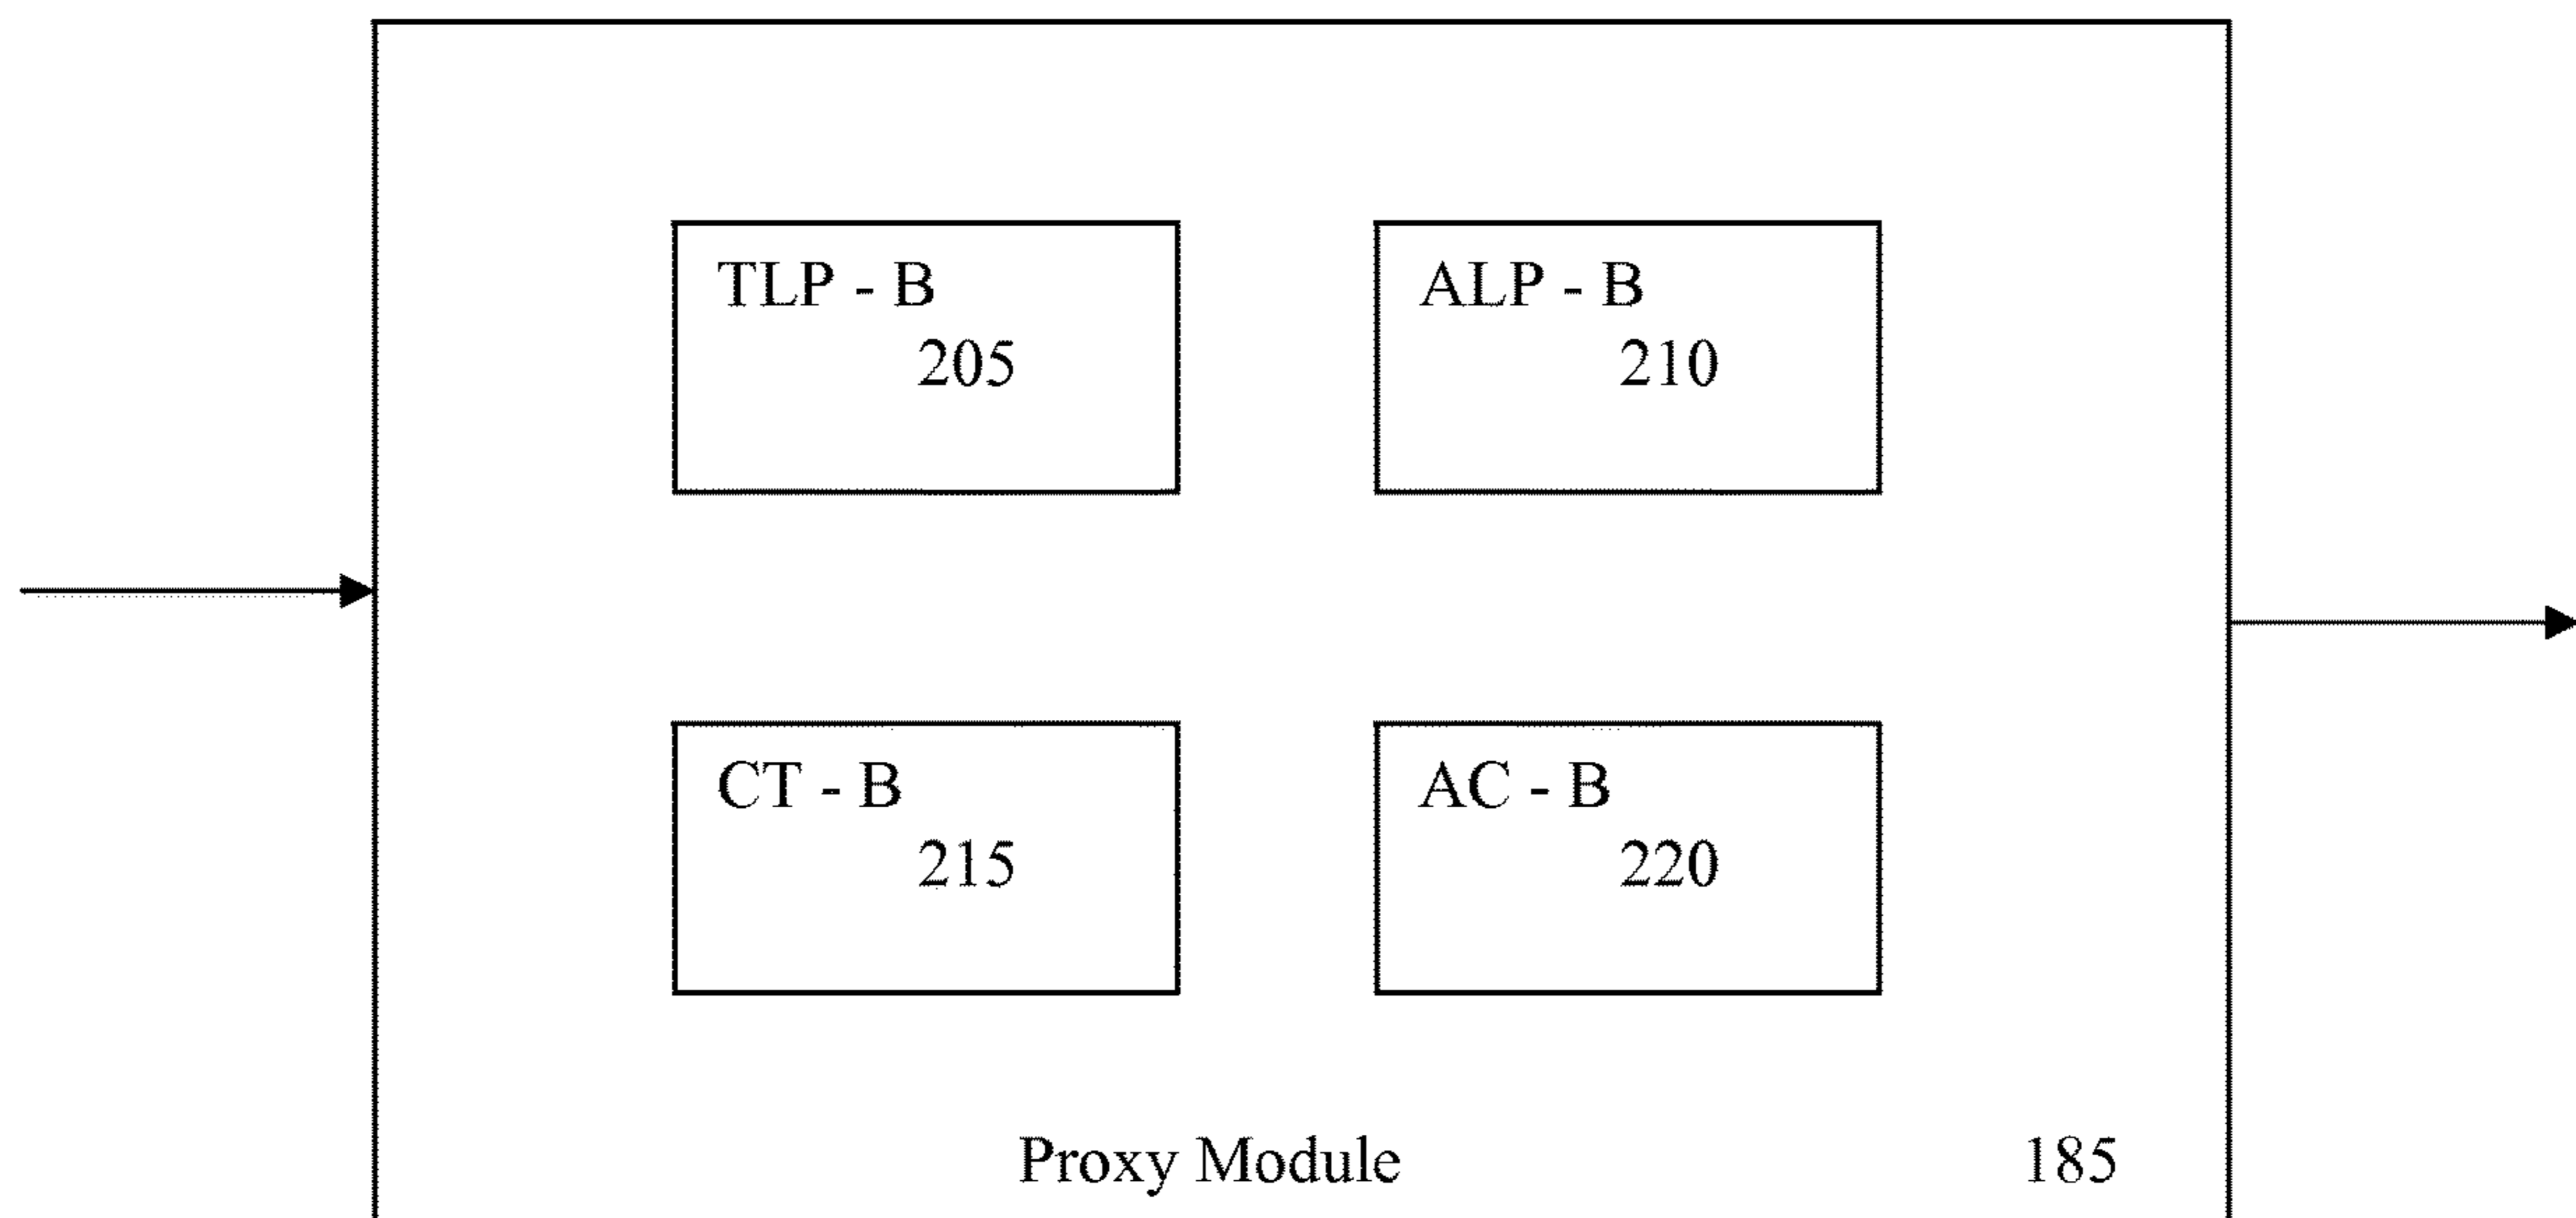 TLP - B
205
ALP - B
210
CT - B
215
AC - B
220
Proxy Module
185